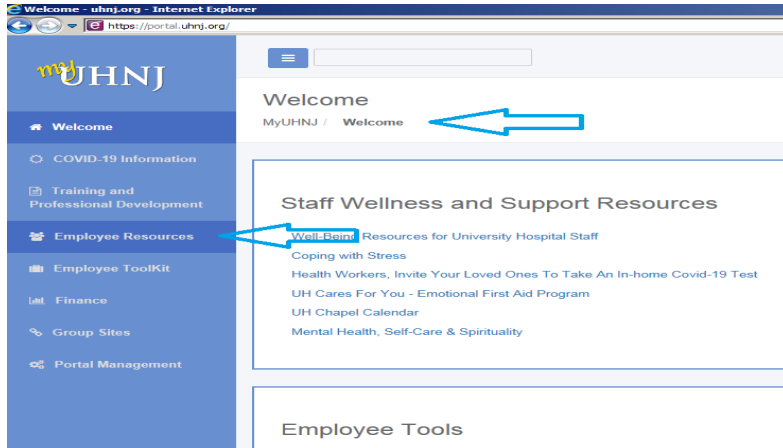 Welcome - uhnj.org - Internet Explorer
https://portal.uhnj.org/
myUHNJ
Welcome
COVID-19 Information
Training and
Professional Development
Employee Resources
Employee ToolKit
Finance
Group Sites
Portal Management
Welcome
MyUHNJ / Welcome
Staff Wellness and Support Resources
Well-Being Resources for University Hospital Staff
Coping with Stress
Health Workers, Invite Your Loved Ones To Take An In-home Covid-19 Test
UH Cares For You - Emotional First Aid Program
UH Chapel Calendar
Mental Health, Self-Care & Spirituality
Employee Tools